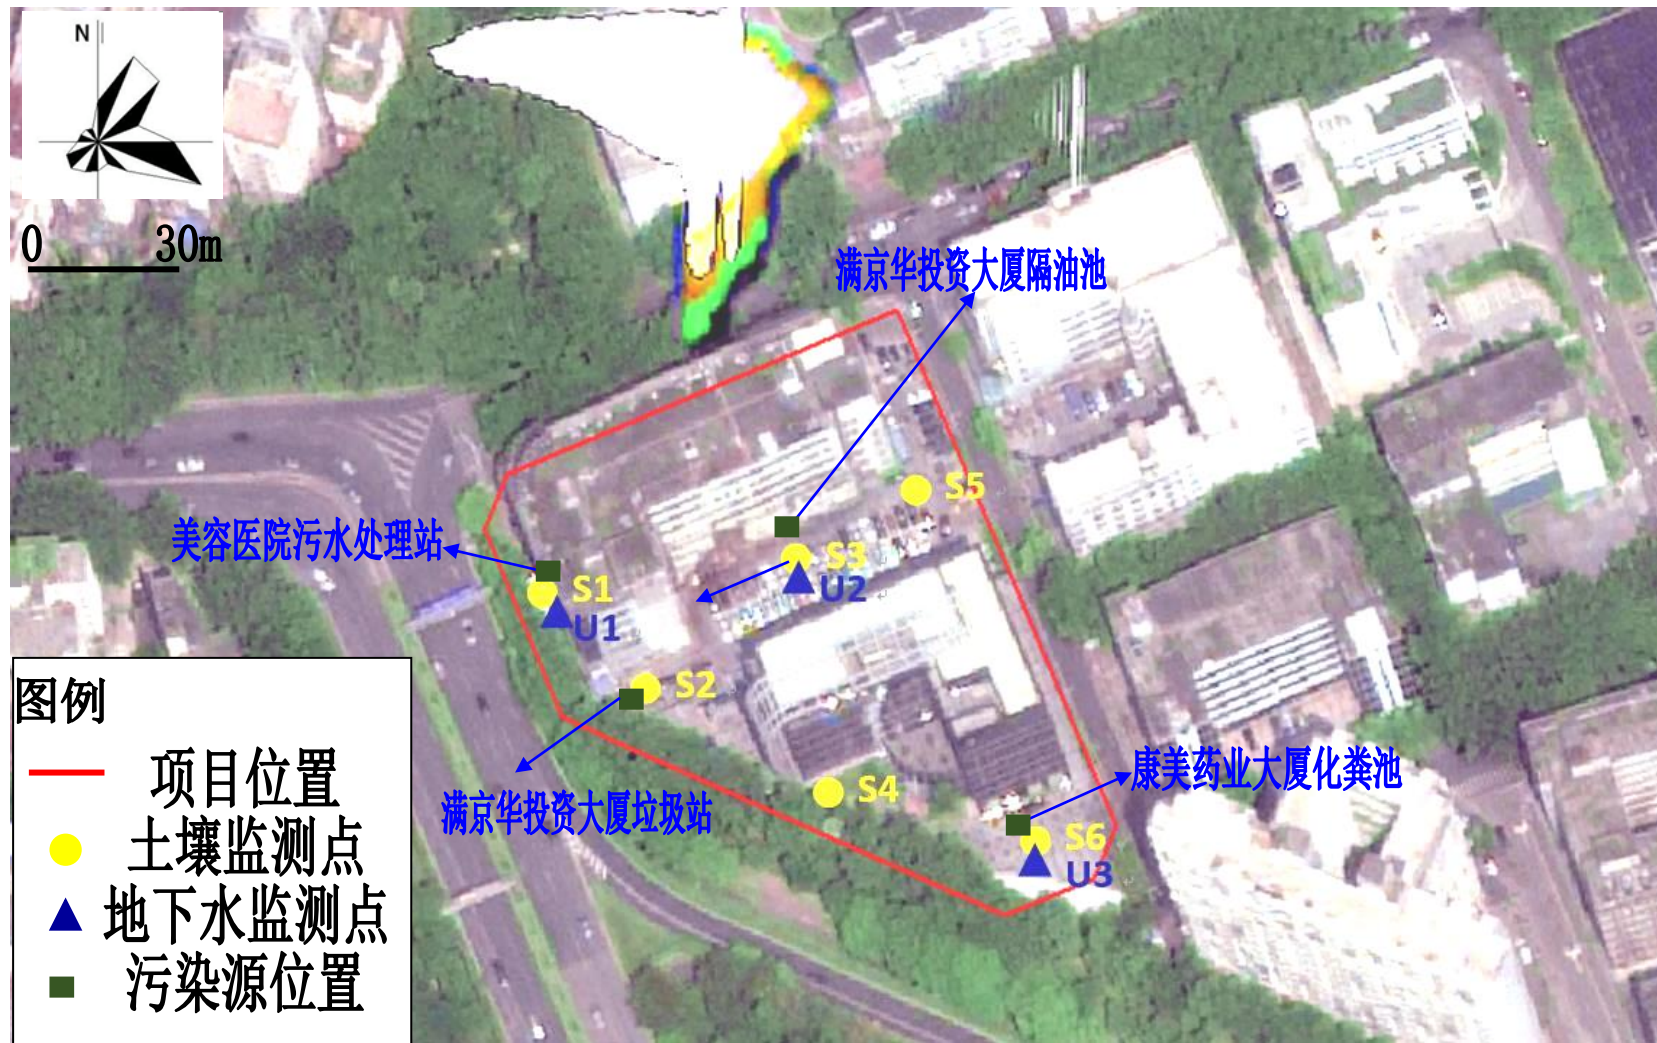 N
0 30m
满京华投资大厦隔油池
S5
美容医院污水处理站
S3
S1
U2
U1
S2
图例
项目位置
康美药业大厦化粪池
S4
满京华投资大厦垃圾站
土壤监测点
S6
U3
地下水监测点
污染源位置